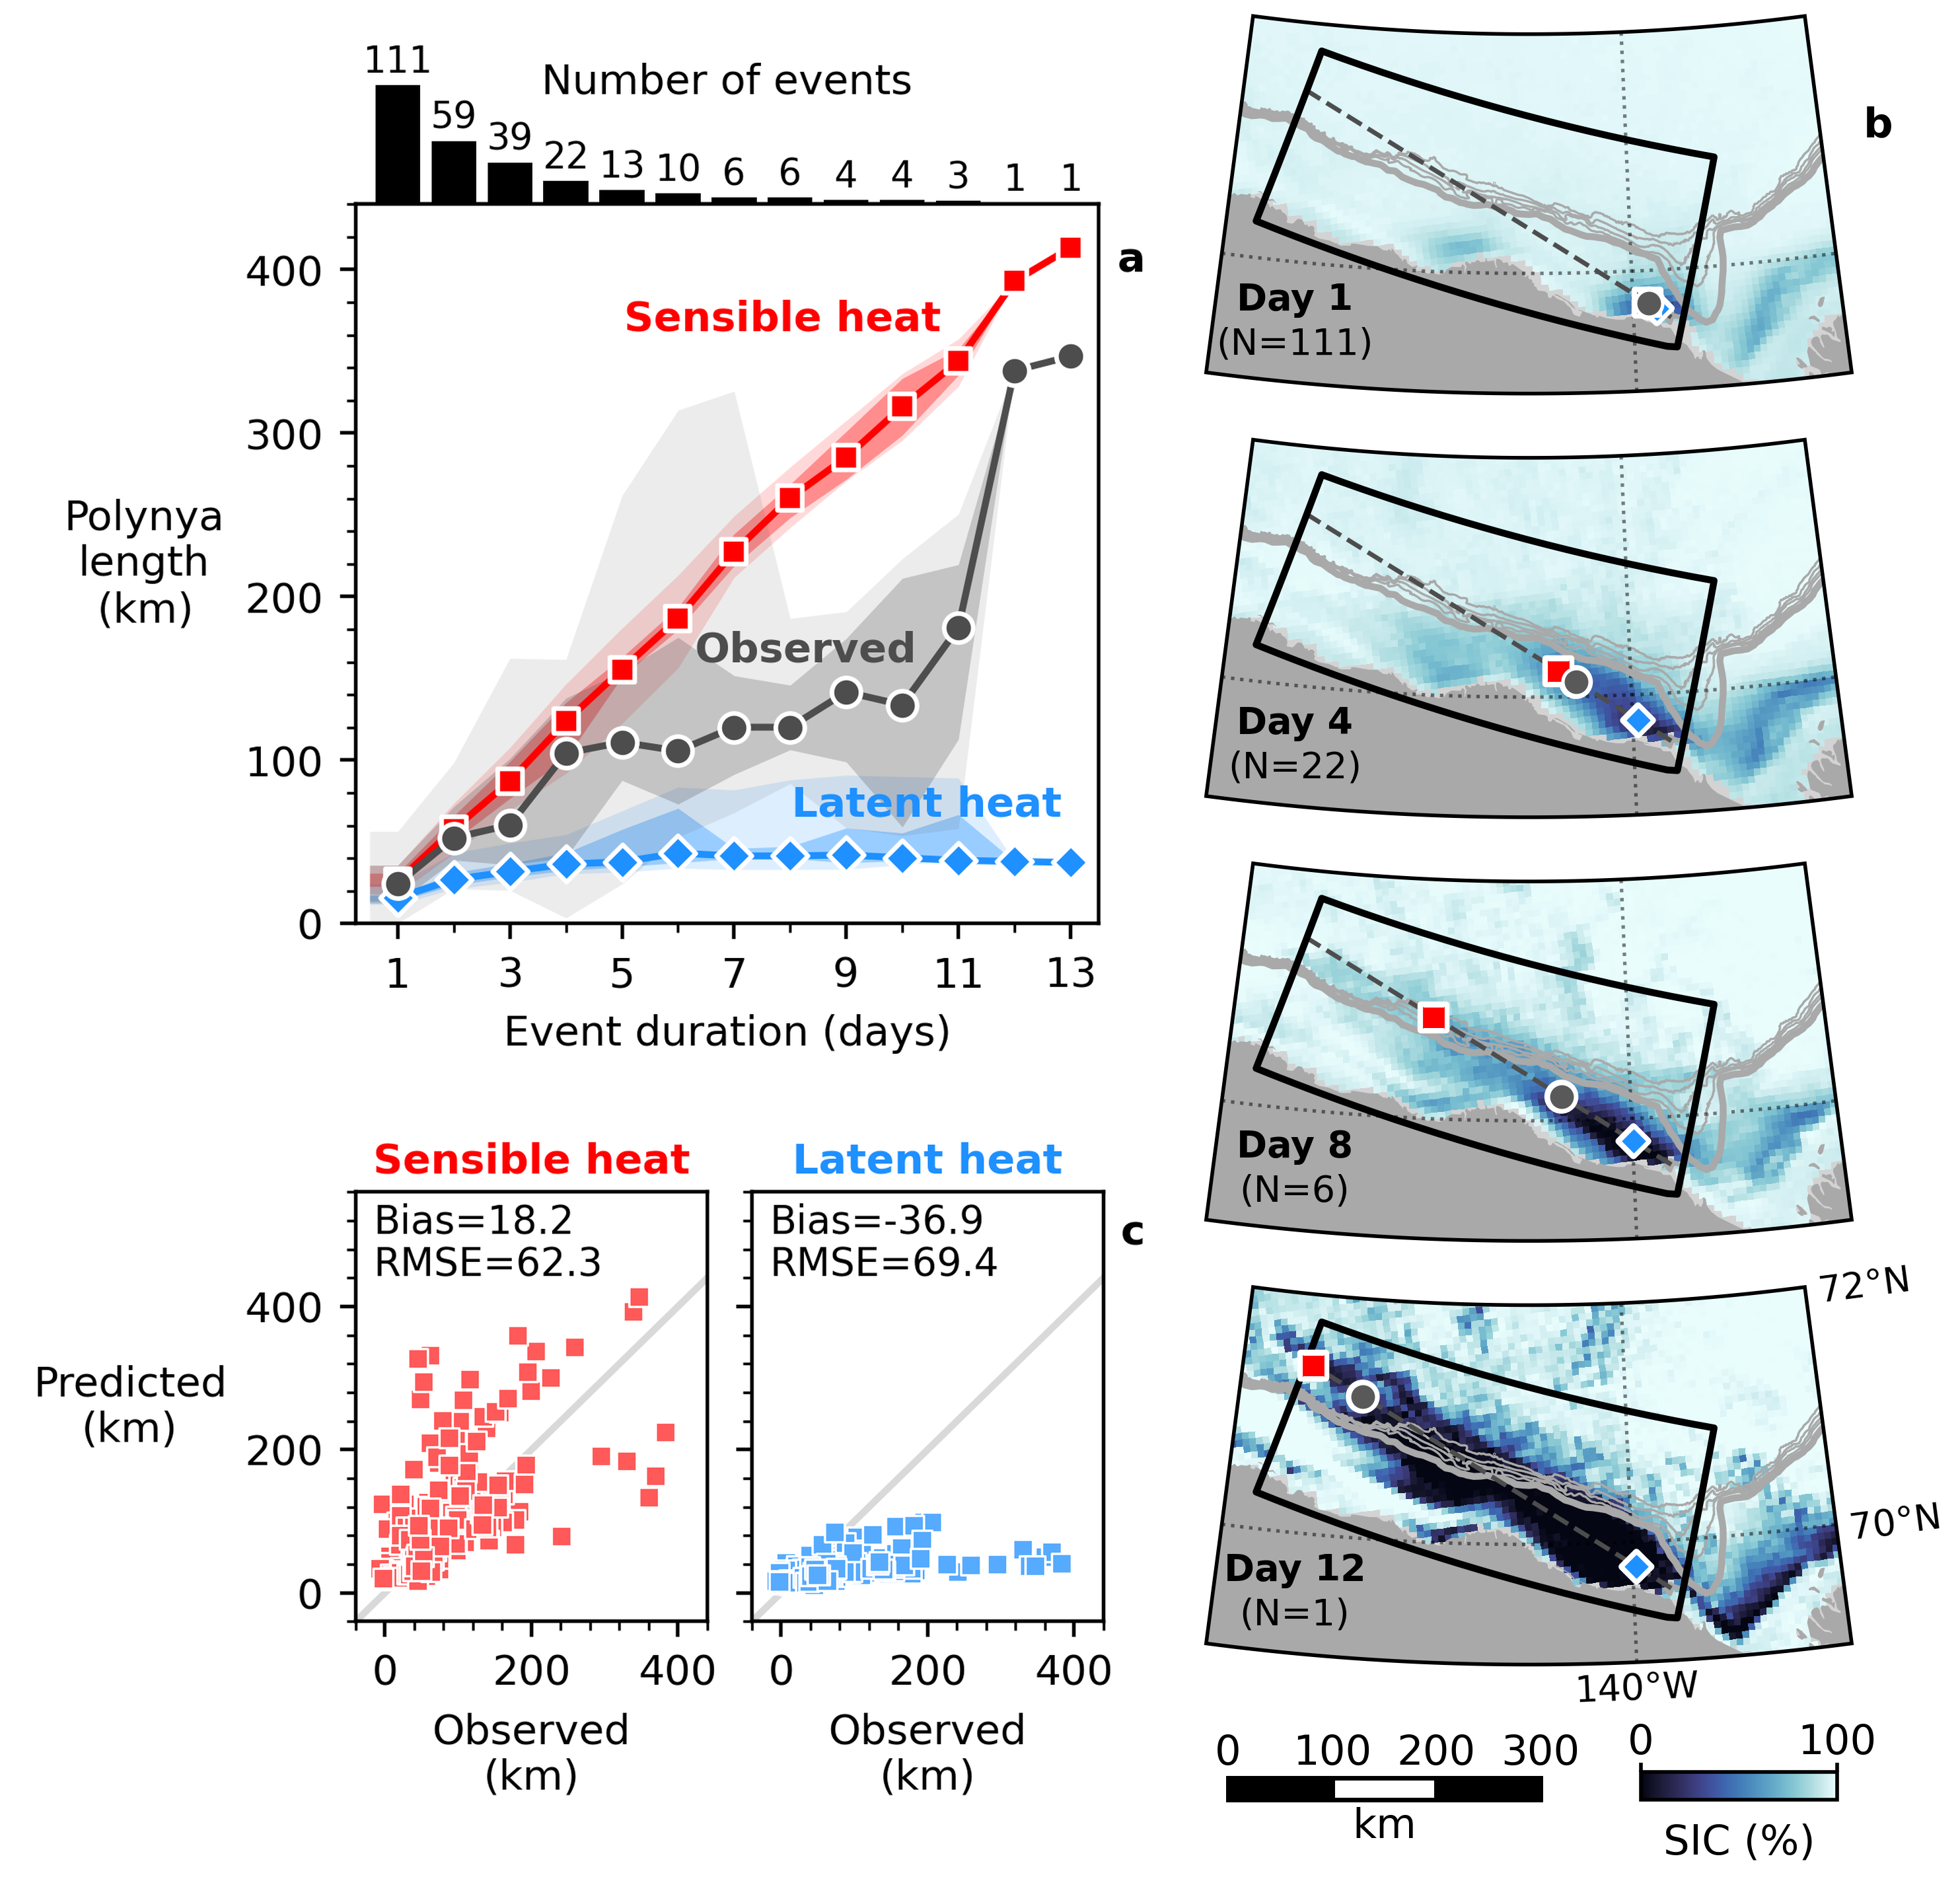 111
59
39
22
13
10
6
6
4
4
3
1
1
Number of events
400
300
200
100
0
Polynya
length
(km)
a
Sensible heat
Observed
Latent heat
1
3
5
7
9
11
13
Event duration (days)
b
Day 1
(N=111)
Day 4
(N=22)
Day 8
(N=6)
72°N
70°N
Day 12
(N=1)
140°W
0
100
200
300
km
0
100
SIC (%)
Sensible heat
Latent heat
Bias=18.2
RMSE=62.3
Bias=-36.9
RMSE=69.4
c
400
200
0
Predicted
(km)
0
200
400
0
200
400
Observed
(km)
Observed
(km)